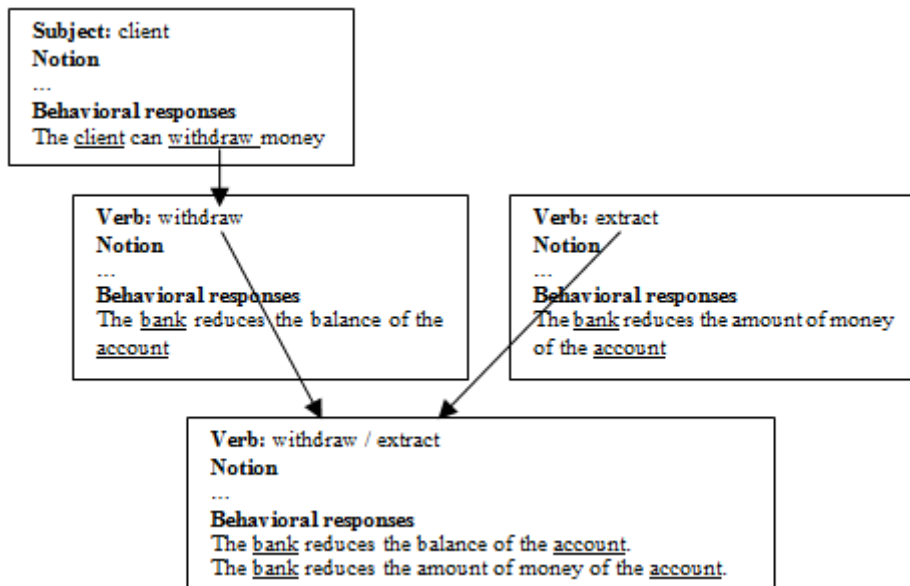 Subject: client
Notion
...
Behavioral responses
The client can withdraw money
Verb: withdraw
Notion
...
Behavioral responses
The bank reduces the balance of the
account
Verb: extract
Notion
...
Behavioral responses
The bank reduces the amount of money
of the account
Verb: withdraw / extract
Notion
...
Behavioral responses
The bank reduces the balance of the account.
The bank reduces the amount of money of the account.